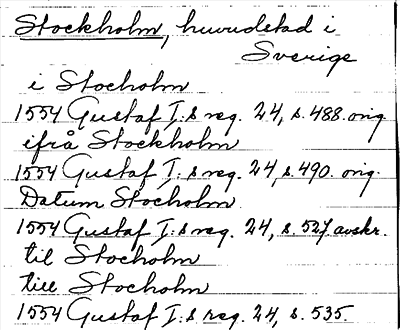 Stockholm, huvudstad i
Sverige
i Stocholm
1554 Gustaf I:s reg. 24, s. 488. orig.
ifrå Stockholm
1554 Gustaf I:s reg. 24, s. 490. orig.
Datum Stocholm
1554 Gustaf I:s reg. 24, s. 527 avskr.
til Stocholm
till Stocholm
1554 Gustaf I:s reg. 24, s. 535.